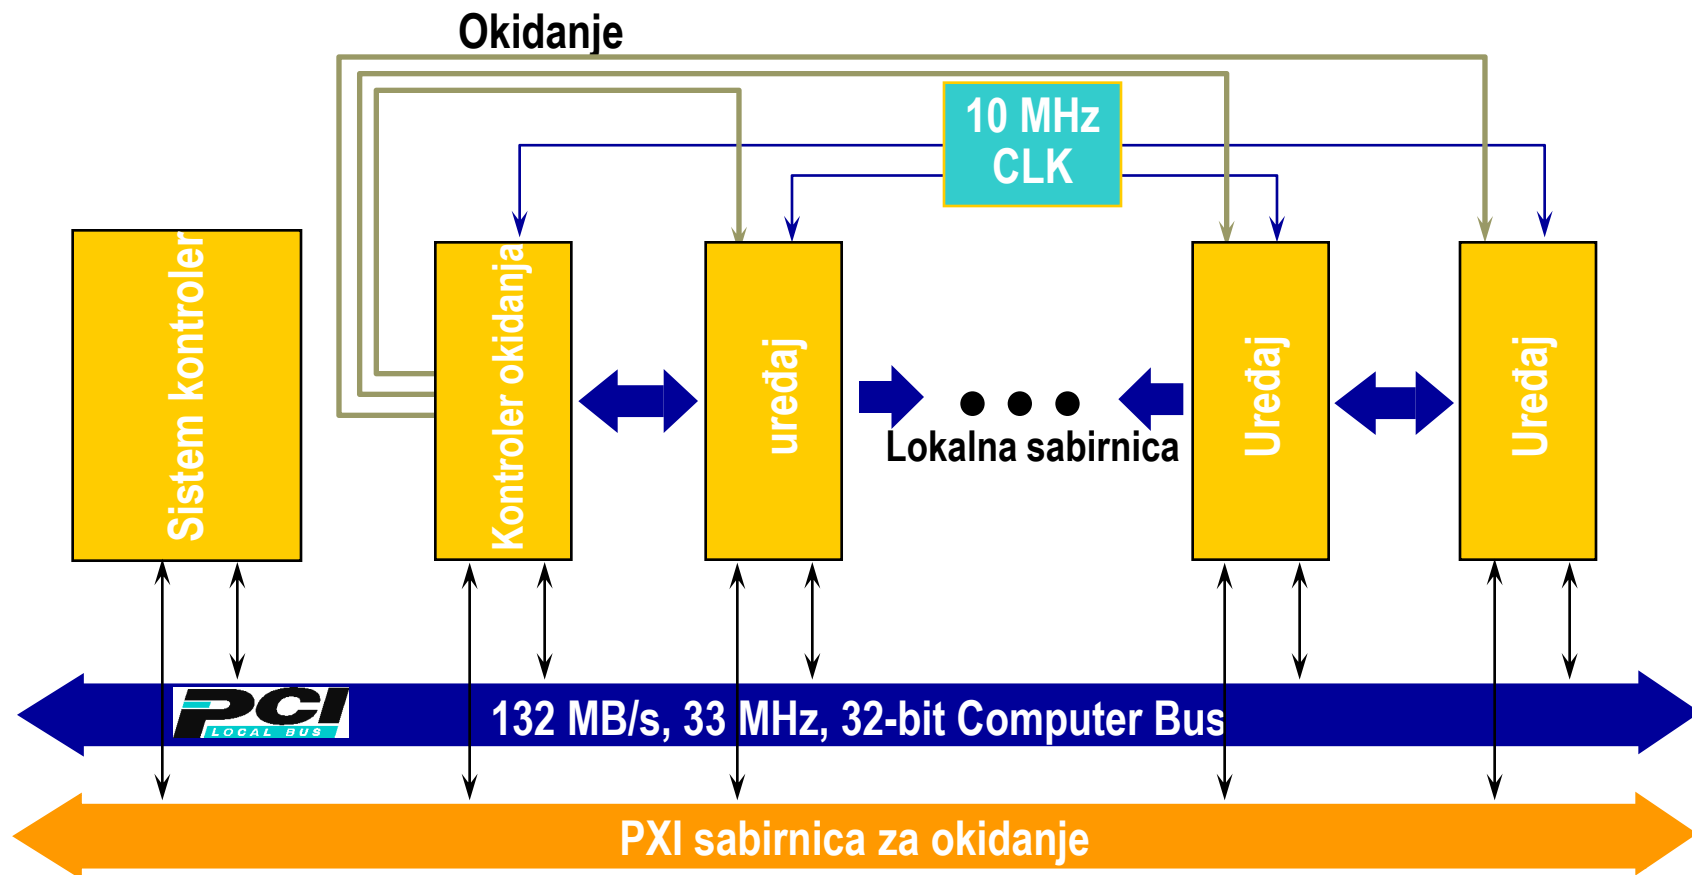 Okidanje
10 MHz
CLK
Sistem kontroler
Kontroler okidanja
uređaj
Uređaj
Uređaj
Lokalna sabirnica
PCI
LOCAL BUS
132 MB/s, 33 MHz, 32-bit Computer Bus
PXI sabirnica za okidanje